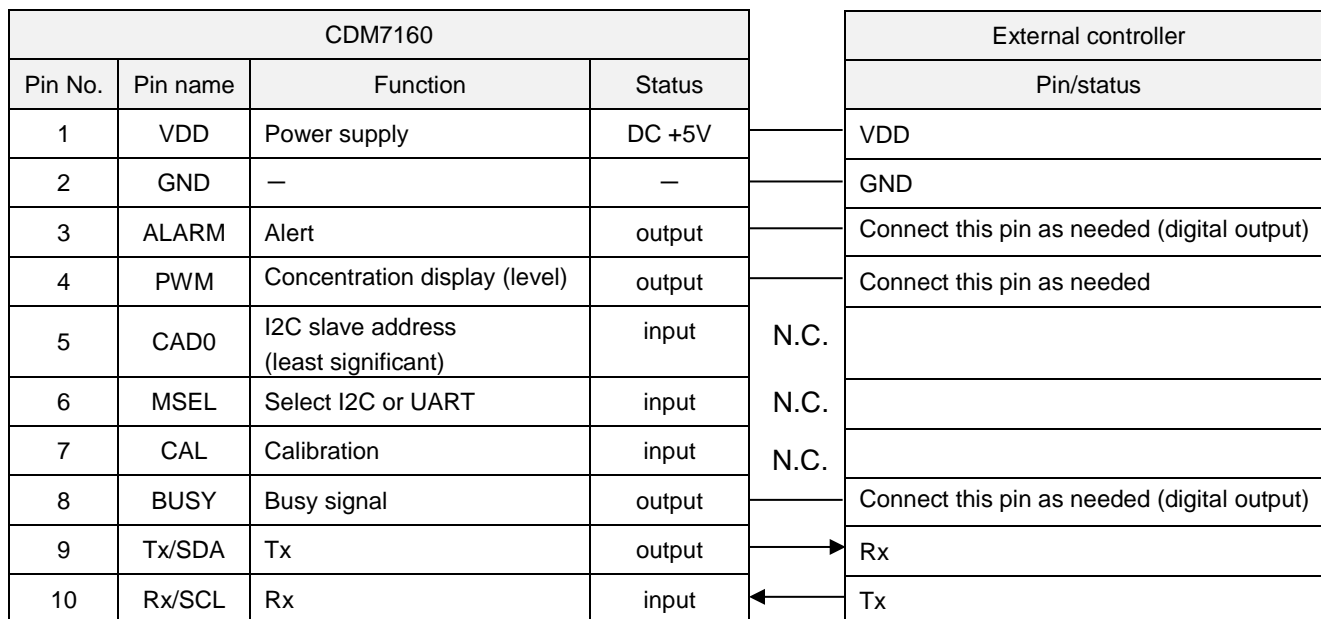 CDM7160 External controller
Pin No. Pin name Function Status Pin/status
1 VDD Power supply DC +5V VDD
2 GND － － GND
3 ALARM Alert output Connect this pin as needed (digital output)
4 PWM Concentration display (level) output Connect this pin as needed
5 CAD0 I2C slave address input N.C.
(least significant)
6 MSEL Select I2C or UART input N.C.
7 CAL Calibration input N.C.
8 BUSY Busy signal output Connect this pin as needed (digital output)
9 Tx/SDA Tx output Rx
10 Rx/SCL Rx input Tx